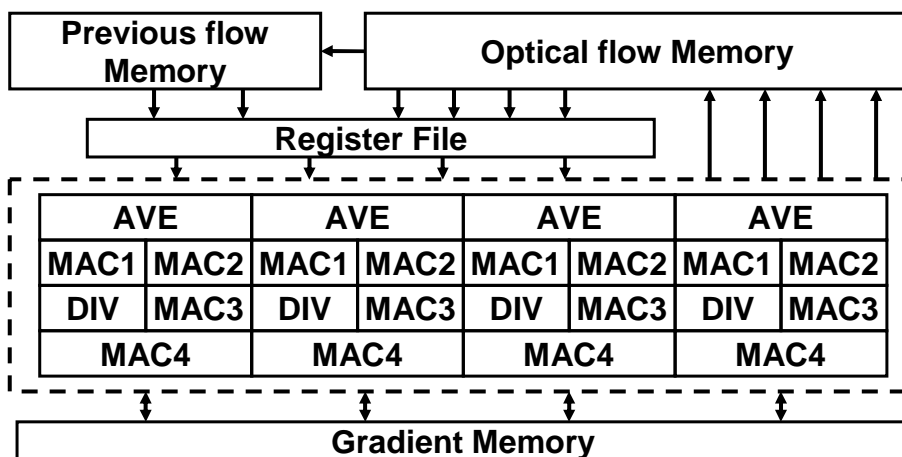 Previous flow
Memory
Optical flow Memory
Register File
AVE AVE AVE AVE
MAC1 MAC2 MAC1 MAC2 MAC1 MAC2 MAC1 MAC2
DIV MAC3 DIV MAC3 DIV MAC3 DIV MAC3
MAC4 MAC4 MAC4 MAC4
Gradient Memory